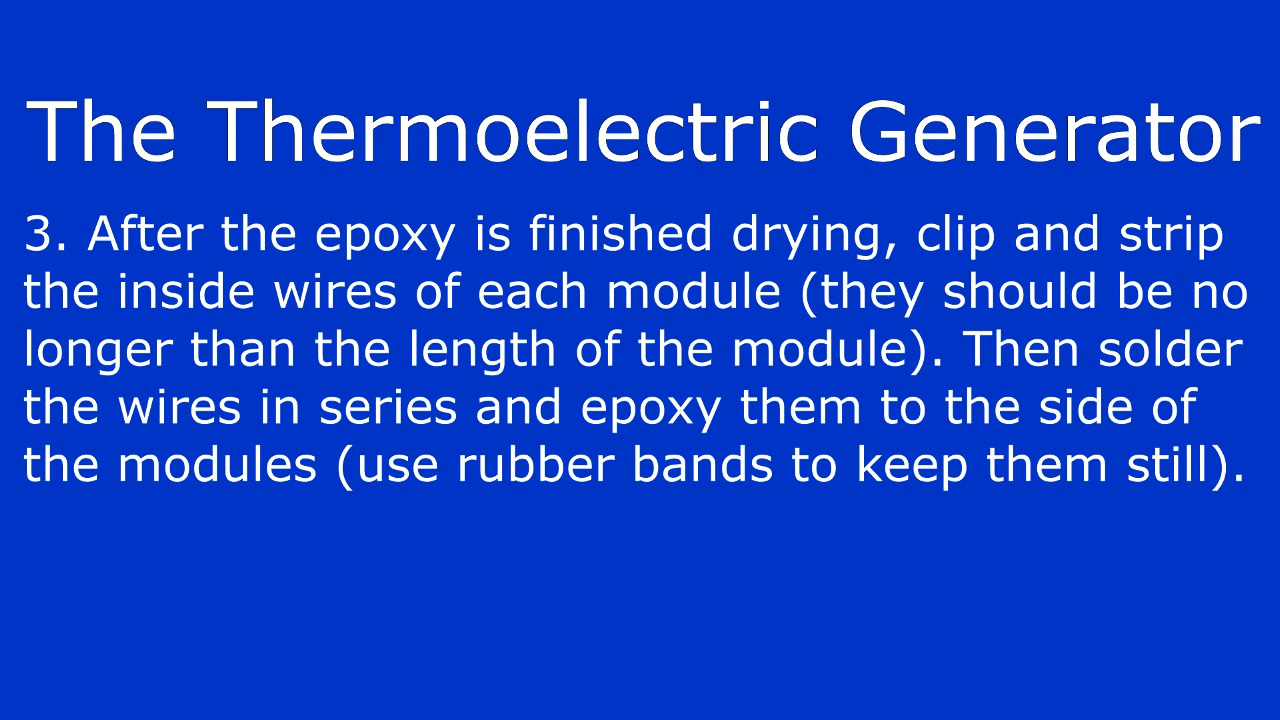 The Thermoelectric Generator
3. After the epoxy is finished drying, clip and strip
the inside wires of each module (they should be no
longer than the length of the module). Then solder
the wires in series and epoxy them to the side of
the modules (use rubber bands to keep them still).